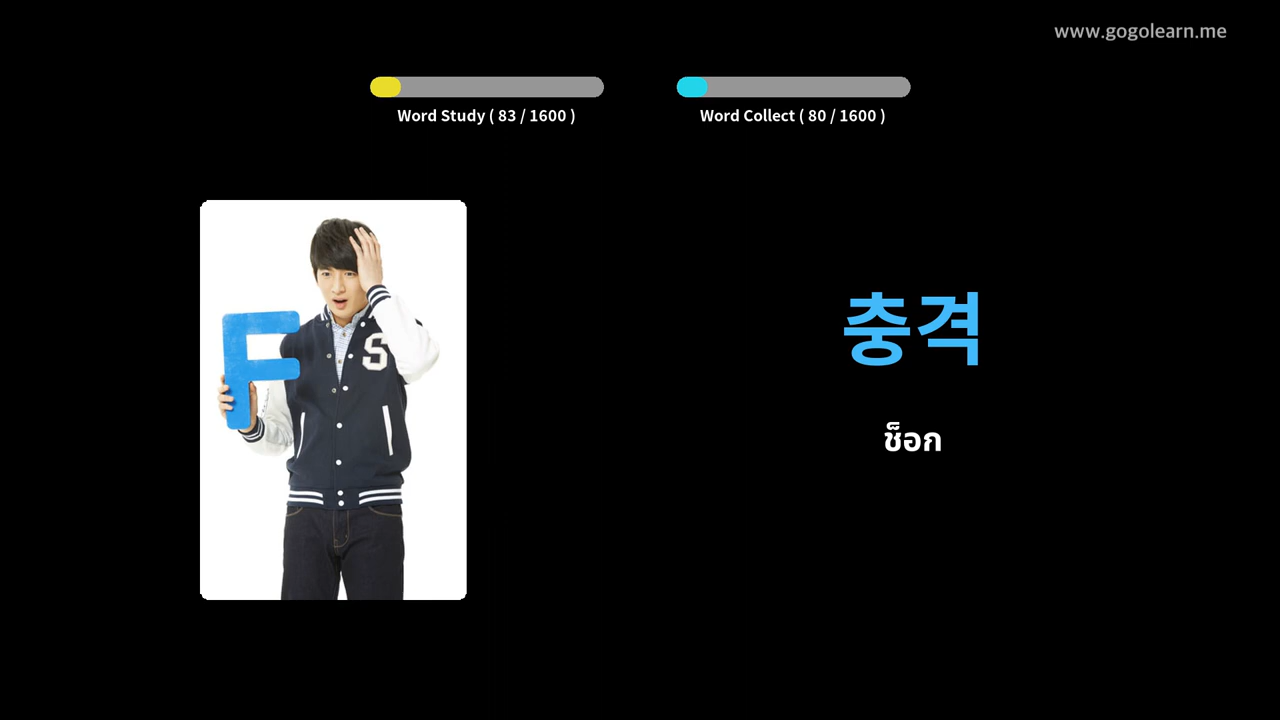 www.gogolearn.me
Word Study ( 83 / 1600 )
Word Collect ( 80 / 1600 )
F
S
충격
ช็อก